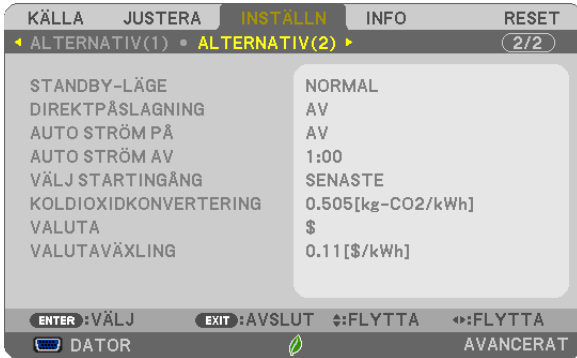 KÄLLA JUSTERA INSTÄLLN INFO RESET
ALTERNATIV(1) • ALTERNATIV(2) 2/2
STANDBY-LÄGE NORMAL
DIREKTPÅSLAGNING AV
AUTO STRÖM PÅ AV
AUTO STRÖM AV 1:00
VÄLJ STARTINGÅNG SENASTE
KOLDIOXIDKONVERTERING 0.505[kg-CO2/kWh]
VALUTA $
VALUTAVÄXLING 0.11[$/kWh]
ENTER :VÄLJ EXIT :AVSLUT :FLYTTA :FLYTTA
DATOR AVANCERAT